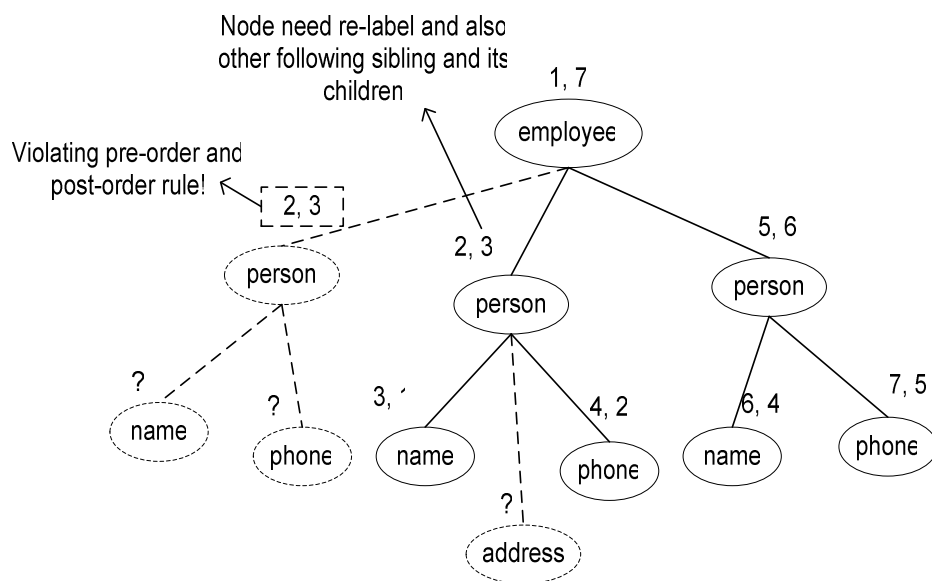 Node need re-label and also
other following sibling and its
children
1, 7
employee
Violating pre-order and
post-order rule!
2, 3
2, 3
5, 6
person
person
person
?
?
3,
4, 2
6, 4
7, 5
name
phone
name
phone
name
phone
?
address